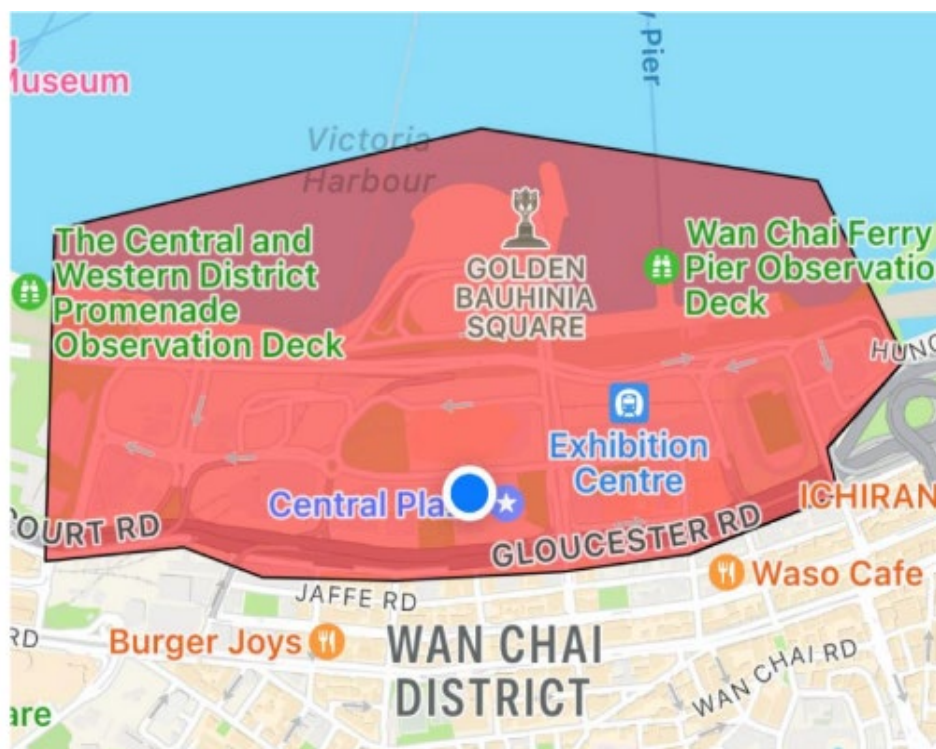 Museum
Pier
Victoria
Harbour
The Central and
Western District
Promenade
Observation Deck
GOLDEN
BAUHINIA
SQUARE
Wan Chai Ferry
Pier Observatio
Deck
HUNG
Exhibition
Centre
Central Pla
ICHIRAN
COURT RD
GLOUCESTER RD
JAFFE RD
Waso Cafe
Burger Joys
RD
WAN CHAI
DISTRICT
WAN CHAI RD
are